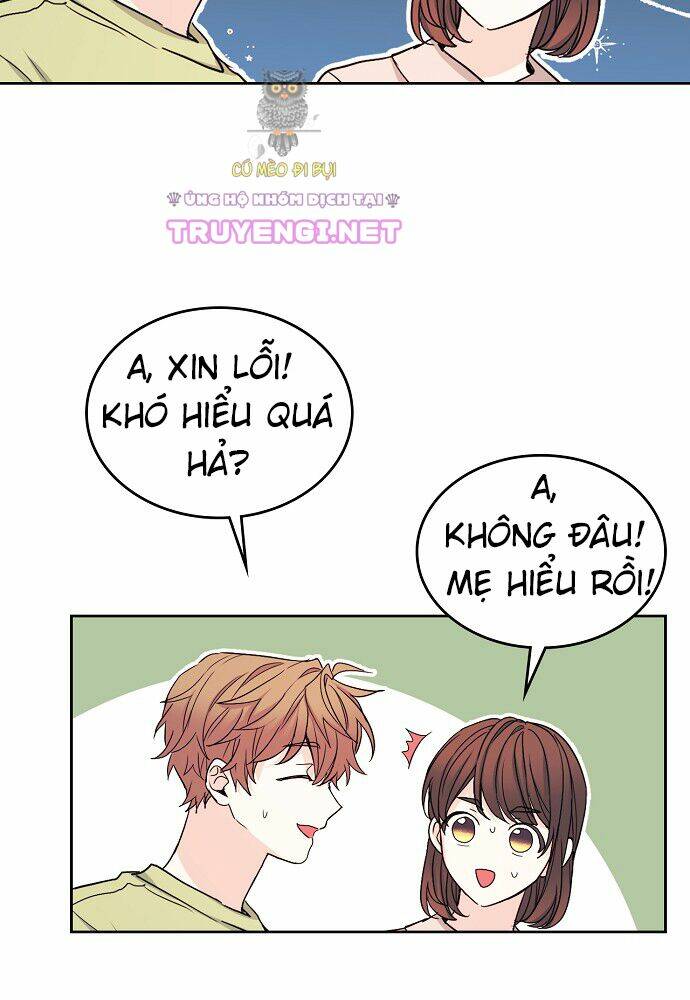 CÚ MÈO ĐI BỤI
ỦNG HỘ NHÓM DỊCH TẠI
TRUYENGI.NET
A, XIN LỖI!
KHÓ HIỂU QUÁ
HẢ?
A,
KHÔNG ĐÂU!
MẸ HIỂU RỒI!